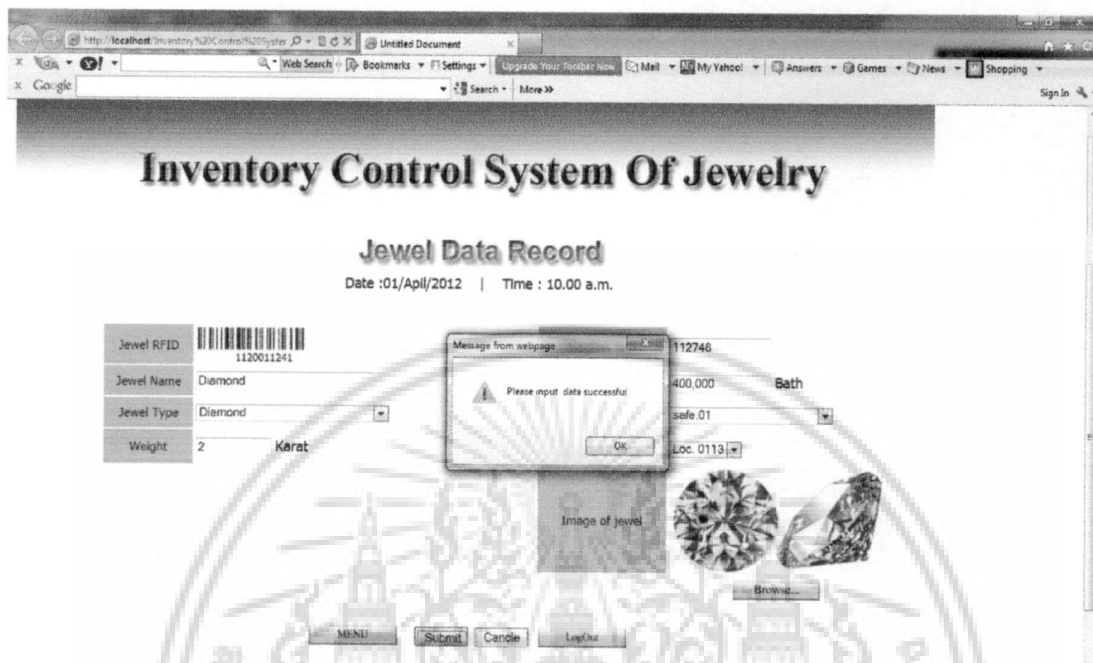 http://localhost/Inventory%20Control%20Syster
Untitled Document
Web Search
Bookmarks
Settings
Upgrade Your Toolbar Now
Mail
My Yahoo!
Answers
Games
News
Shopping
x Google
Search
More >>
Sign In
Inventory Control System Of Jewelry
Jewel Data Record
Date :01/Apil/2012 | Time : 10.00 a.m.
Jewel RFID
1120011241
112746
Jewel Name Diamond
400,000 Bath
Jewel Type Diamond
safe.01
Weight 2 Karat
Loc. 0113
Message from webpage
Please input data successful
OK
Image of jewel
Browse...
MENU
Submit
Cancle
LogOut